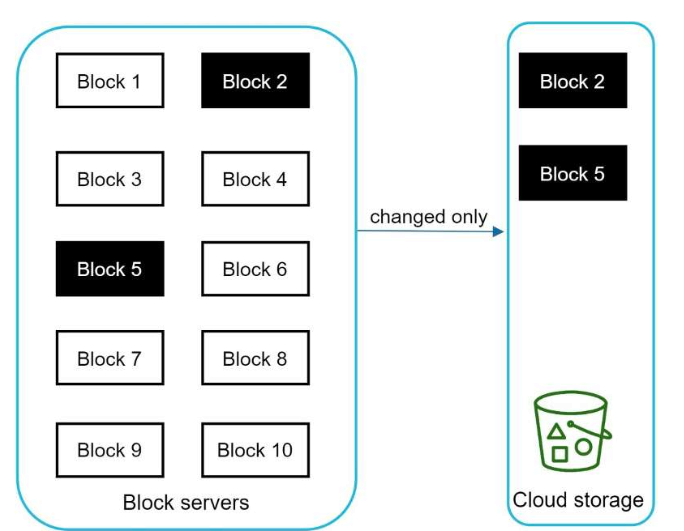 Block 1
Block 2
Block 3
Block 4
Block 5
Block 6
Block 7
Block 8
Block 9
Block 10
Block servers
changed only
Block 2
Block 5
Cloud storage